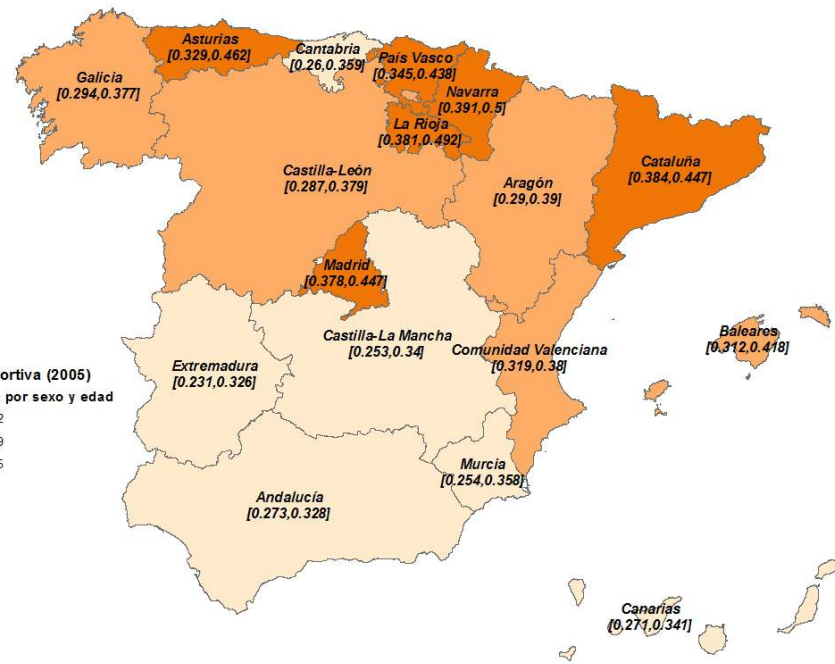 Asturias
[0.329,0.462]
Cantabria
[0.26,0.359]
País Vasco
[0.345,0.438]
Galicia
[0.294,0.377]
Navarra
[0.391,0.5]
La Rioja
[0.381,0.492]
Cataluña
[0.384,0.447]
Castilla-León
[0.287,0.379]
Aragón
[0.29,0.39]
Madrid
[0.378,0.447]
Castilla-La Mancha
[0.253,0.34]
Comunidad Valenciana
[0.319,0.38]
Baleares
[0.312,0.418]
Extremadura
[0.231,0.326]
ortiva (2005)
por sexo y edad
2
9
5
Murcia
[0.254,0.358]
Andalucía
[0.273,0.328]
Canarias
[0.271,0.341]